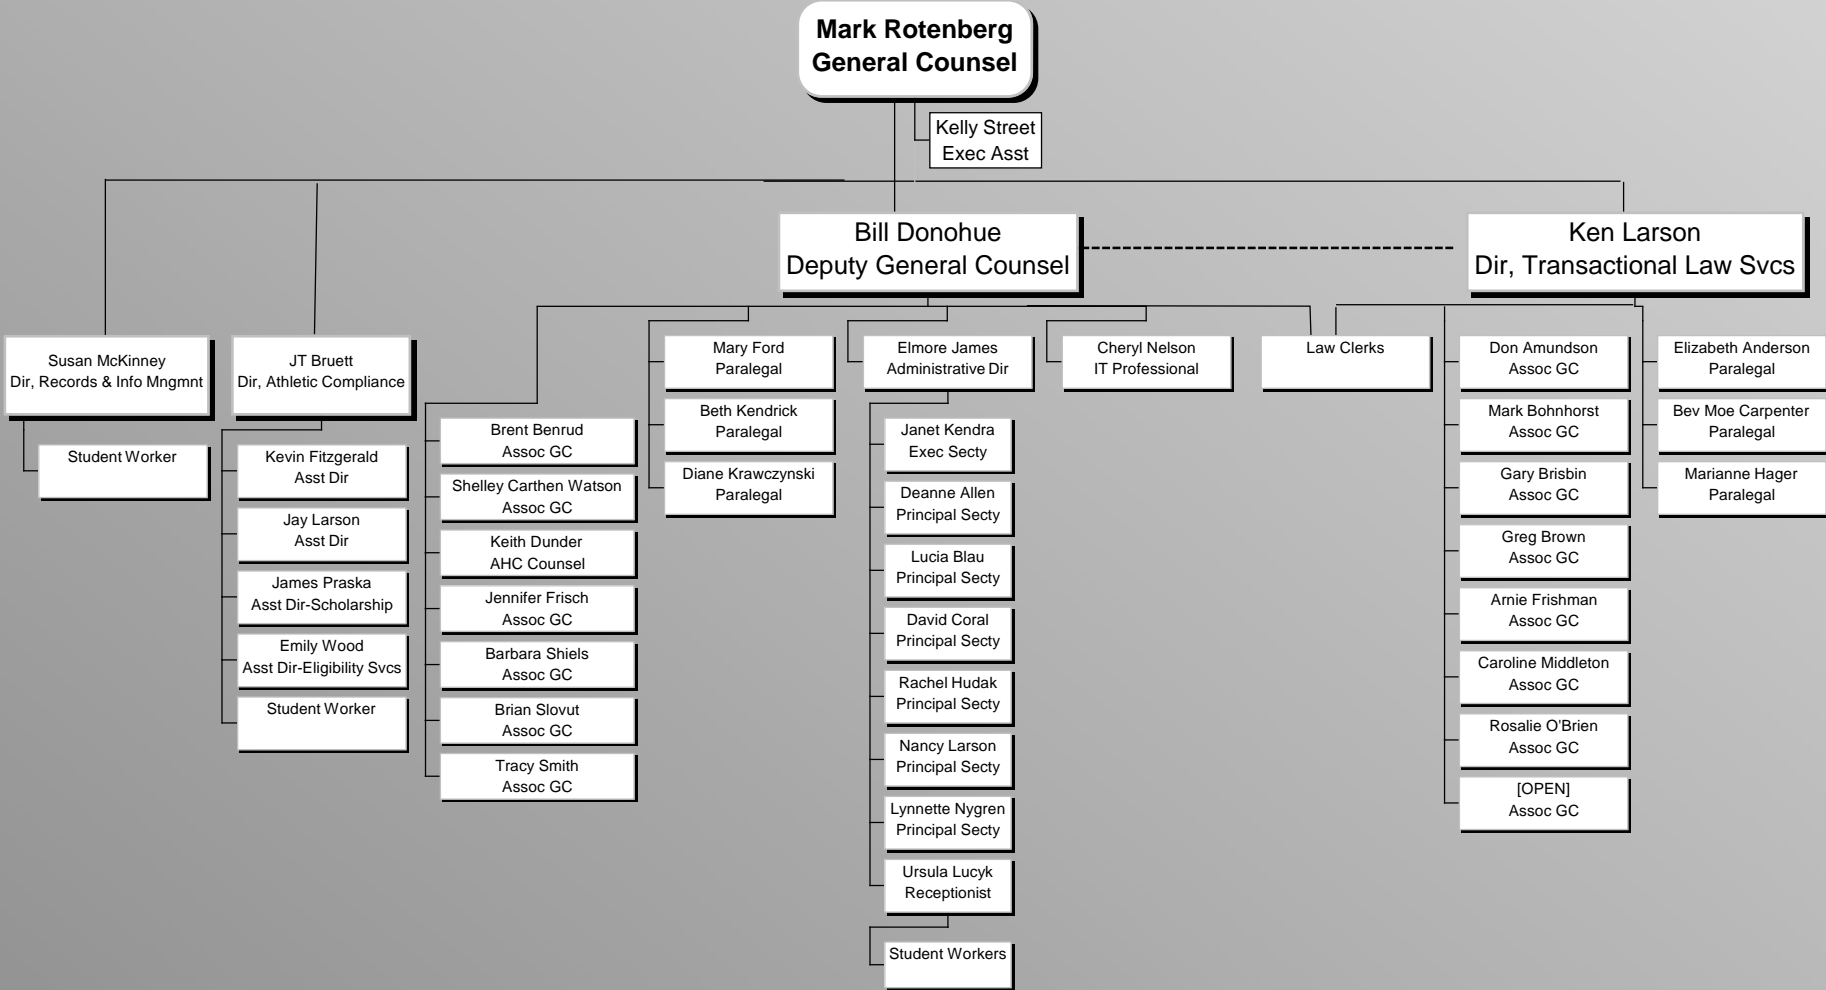 Mark Rotenberg
General Counsel
Kelly Street
Exec Asst
Bill Donohue
Deputy General Counsel
Ken Larson
Dir, Transactional Law Svcs
Susan McKinney
Dir, Records & Info Mngmnt
Student Worker
JT Bruett
Dir, Athletic Compliance
Kevin Fitzgerald
Asst Dir
Jay Larson
Asst Dir
James Praska
Asst Dir-Scholarship
Emily Wood
Asst Dir-Eligibility Svcs
Student Worker
Brent Benrud
Assoc GC
Shelley Carthen Watson
Assoc GC
Keith Dunder
AHC Counsel
Jennifer Frisch
Assoc GC
Barbara Shiels
Assoc GC
Brian Slovut
Assoc GC
Tracy Smith
Assoc GC
Mary Ford
Paralegal
Beth Kendrick
Paralegal
Diane Krawczynski
Paralegal
Elmore James
Administrative Dir
Janet Kendra
Exec Secty
Deanne Allen
Principal Secty
Lucia Blau
Principal Secty
David Coral
Principal Secty
Rachel Hudak
Principal Secty
Nancy Larson
Principal Secty
Lynnette Nygren
Principal Secty
Ursula Lucyk
Receptionist
Student Workers
Cheryl Nelson
IT Professional
Law Clerks
Don Amundson
Assoc GC
Mark Bohnhorst
Assoc GC
Gary Brisbin
Assoc GC
Greg Brown
Assoc GC
Arnie Frishman
Assoc GC
Caroline Middleton
Assoc GC
Rosalie O'Brien
Assoc GC
[OPEN]
Assoc GC
Elizabeth Anderson
Paralegal
Bev Moe Carpenter
Paralegal
Marianne Hager
Paralegal